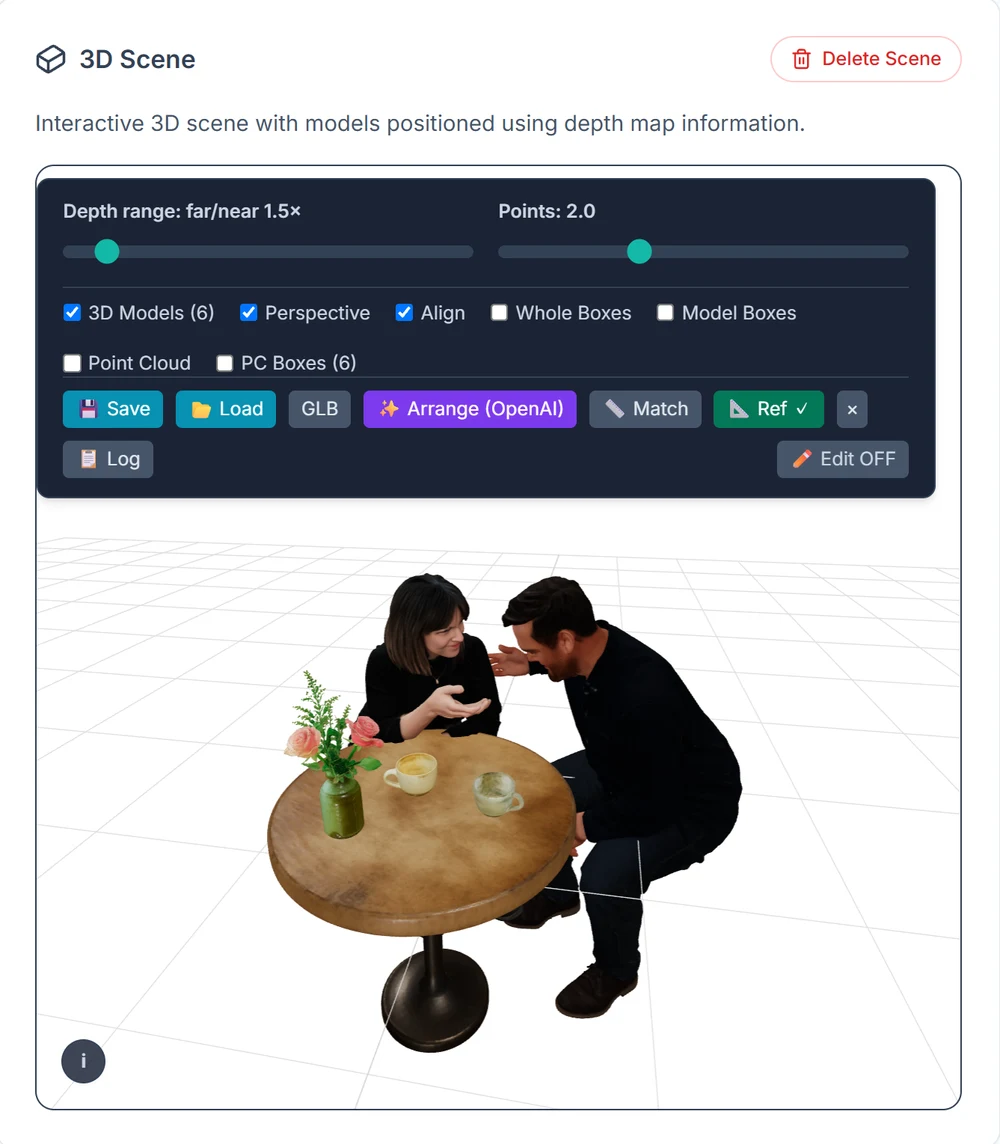 3D Scene
Delete Scene
Interactive 3D scene with models positioned using depth map information.
Depth range: far/near 1.5×
Points: 2.0
3D Models (6)
Perspective
Align
Whole Boxes
Model Boxes
Point Cloud
PC Boxes (6)
Save
Load
GLB
Arrange (OpenAI)
Match
Ref ✓
×
Log
Edit OFF
i